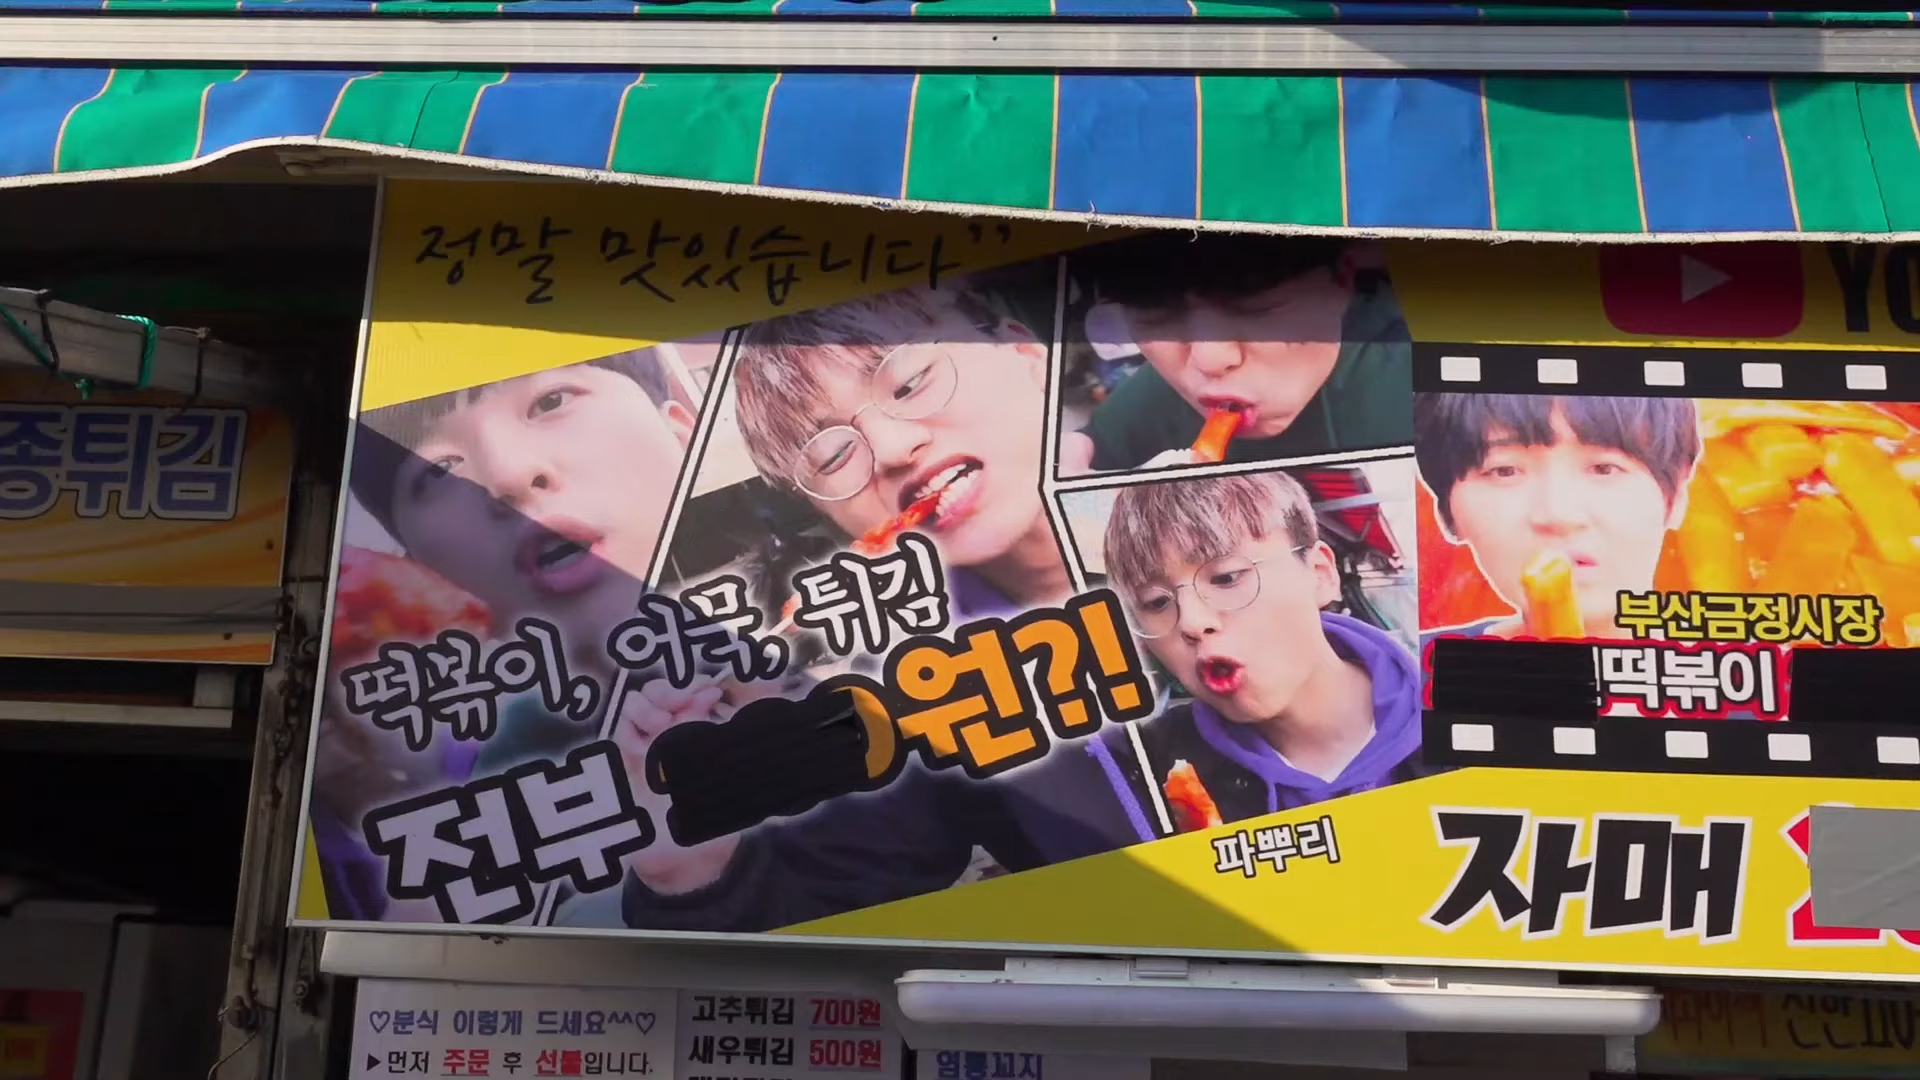 정말 맛있습니다”
종튀김
떡볶이, 어묵, 튀김
전부 원?!
파뿌리
부산금정시장
떡볶이
자매
♡분식 이렇게 드세요^^♡
▶먼저 주문 후 선불입니다.
고추튀김 700원
새우튀김 500원